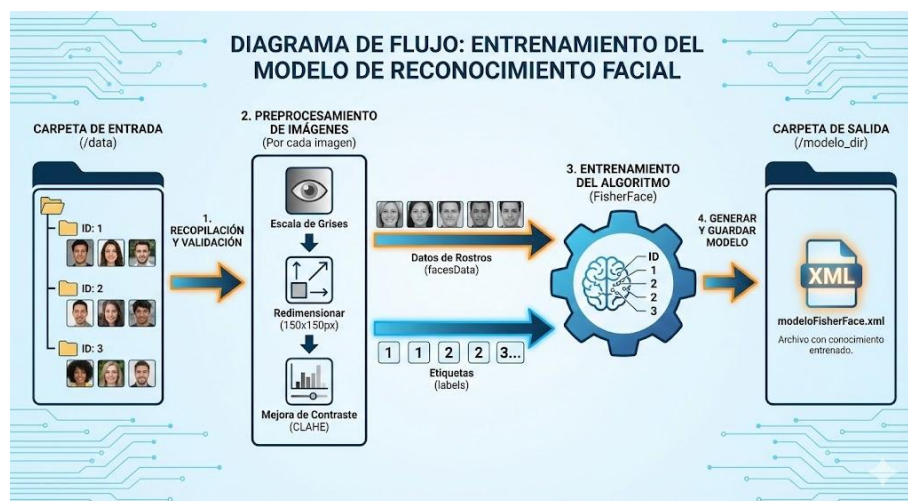 DIAGRAMA DE FLUJO: ENTRENAMIENTO DEL
MODELO DE RECONOCIMIENTO FACIAL
CARPETA DE ENTRADA
(/data)
ID: 1
ID: 2
ID: 3
1.
RECOPILACIÓN
Y VALIDACIÓN
2. PREPROCESAMIENTO
DE IMÁGENES
(Por cada imagen)
Escala de Grises
Redimensionar
(150x150px)
Mejora de Contraste
(CLAHE)
Datos de Rostros
(facesData)
1 1 2 2 3...
Etiquetas
(labels)
3. ENTRENAMIENTO
DEL ALGORITMO
(FisherFace)
ID
1
2
2
3
4. GENERAR
Y GUARDAR
MODELO
CARPETA DE SALIDA
(/modelo_dir)
XML
modeloFisherFace.xml
Archivo con conocimiento
entrenado.